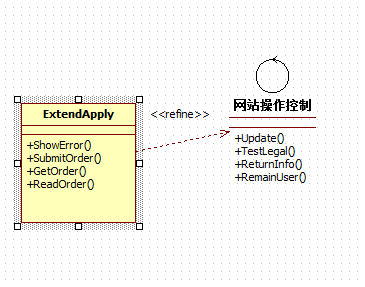 ExtendApply
+ShowError()
+SubmitOrder()
+GetOrder()
+ReadOrder()
<<refine>>
网站操作控制
+Update()
+TestLegal()
+ReturnInfo()
+RemainUser()